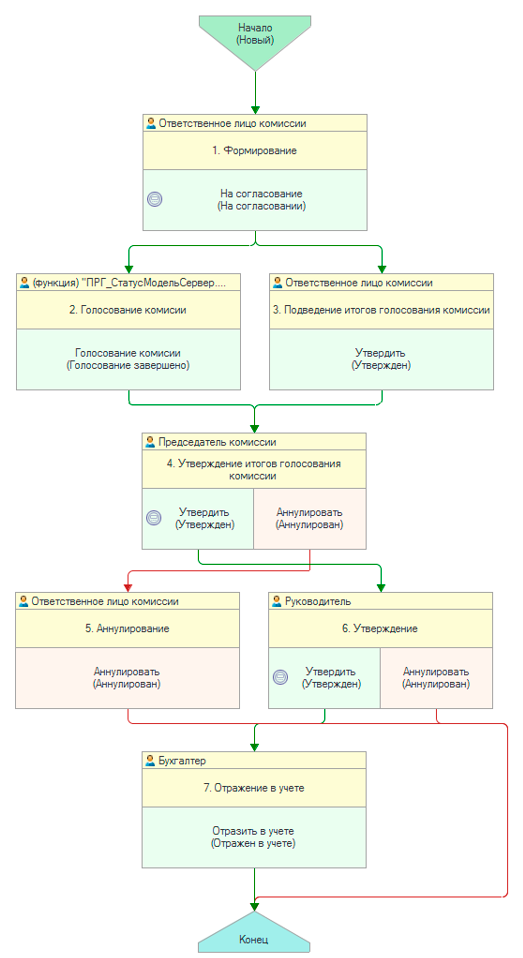 Начало
(Новый)
Ответственное лицо комиссии
1. Формирование
На согласование
(На согласовании)
(функция) "ПРГ_СтатусМодельСервер....
2. Голосование комисии
Голосование комисии
(Голосование завершено)
Ответственное лицо комиссии
3. Подведение итогов голосования комиссии
Утвердить
(Утвержден)
Председатель комиссии
4. Утверждение итогов голосования
комиссии
Утвердить
(Утвержден)
Аннулировать
(Аннулирован)
Ответственное лицо комиссии
5. Аннулирование
Аннулировать
(Аннулирован)
Руководитель
6. Утверждение
Утвердить
(Утвержден)
Аннулировать
(Аннулирован)
Бухгалтер
7. Отражение в учете
Отразить в учете
(Отражен в учете)
Конец